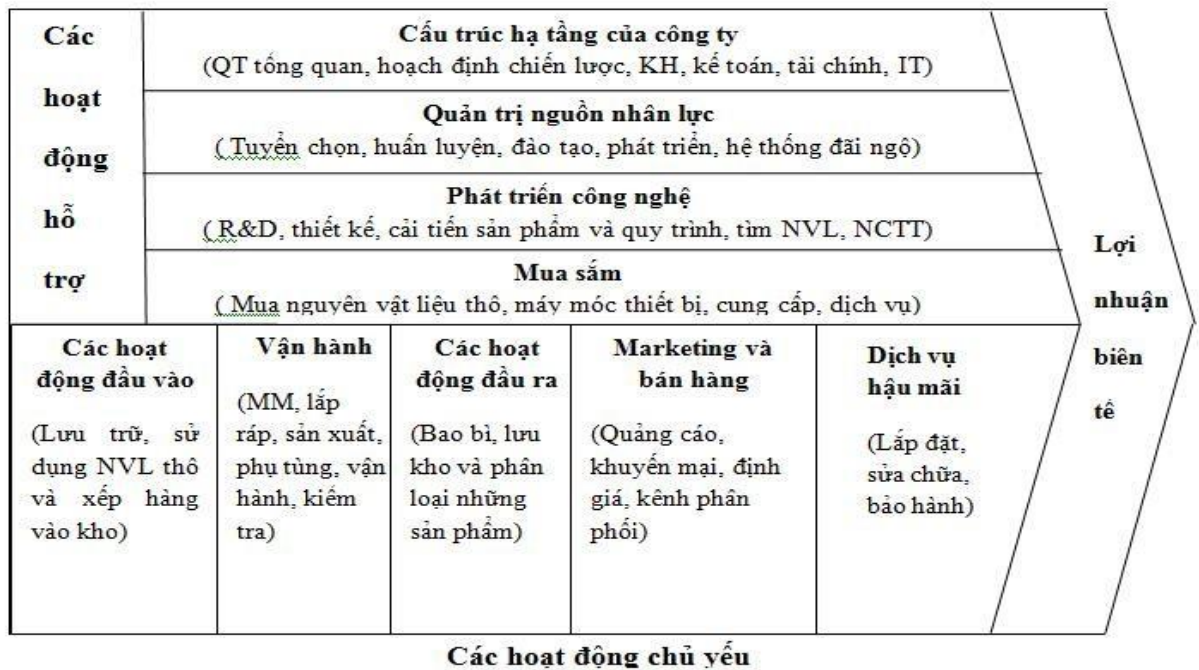 Các
hoạt
động
hỗ
trợ
Cấu trúc hạ tầng của công ty
(QT tổng quan, hoạch định chiến lược, KH, kế toán, tài chính, IT)
Quản trị nguồn nhân lực
( Tuyển chọn, huấn luyện, đào tạo, phát triển, hệ thống đãi ngộ)
Phát triển công nghệ
( R&D, thiết kế, cải tiến sản phẩm và quy trình, tìm NVL, NCTT)
Mua sắm
( Mua nguyên vật liệu thô, máy móc thiết bị, cung cấp, dịch vụ)
Các hoạt
động đầu vào
(Lưu trữ, sử
dụng NVL thô
và xếp hàng
vào kho)
Vận hành
(MM, lắp
ráp, sản xuất,
phụ tùng, vận
hành, kiểm
tra)
Các hoạt
động đầu ra
(Bao bì, lưu
kho và phân
loại những
sản phẩm)
Marketing và
bán hàng
(Quảng cáo,
khuyến mại, định
giá, kênh phân
phối)
Dịch vụ
hậu mãi
(Lắp đặt,
sửa chữa,
bảo hành)
Lợi
nhuận
biên
tế
Các hoạt động chủ yếu